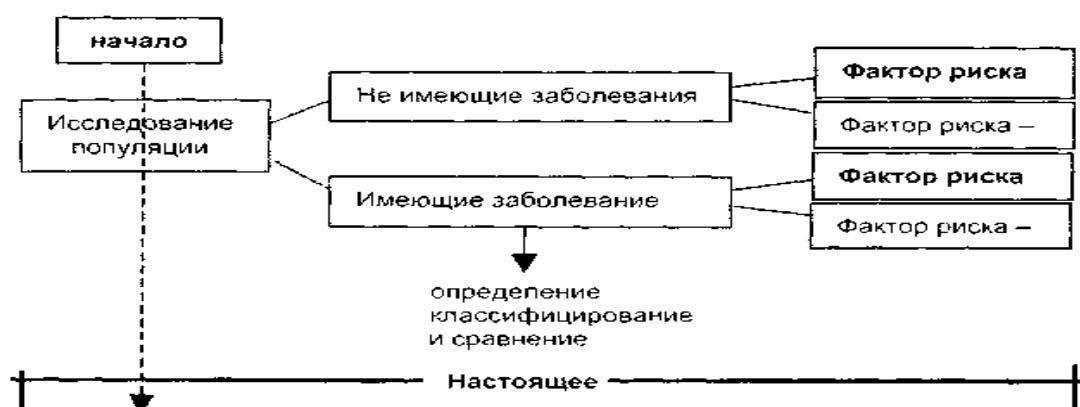 начало
Фактор риска
Не имеющие заболевания
Исследование
популяции
Фактор риска –
Фактор риска
Имеющие заболевание
Фактор риска –
определение
классифицирование
и сравнение
Настоящее